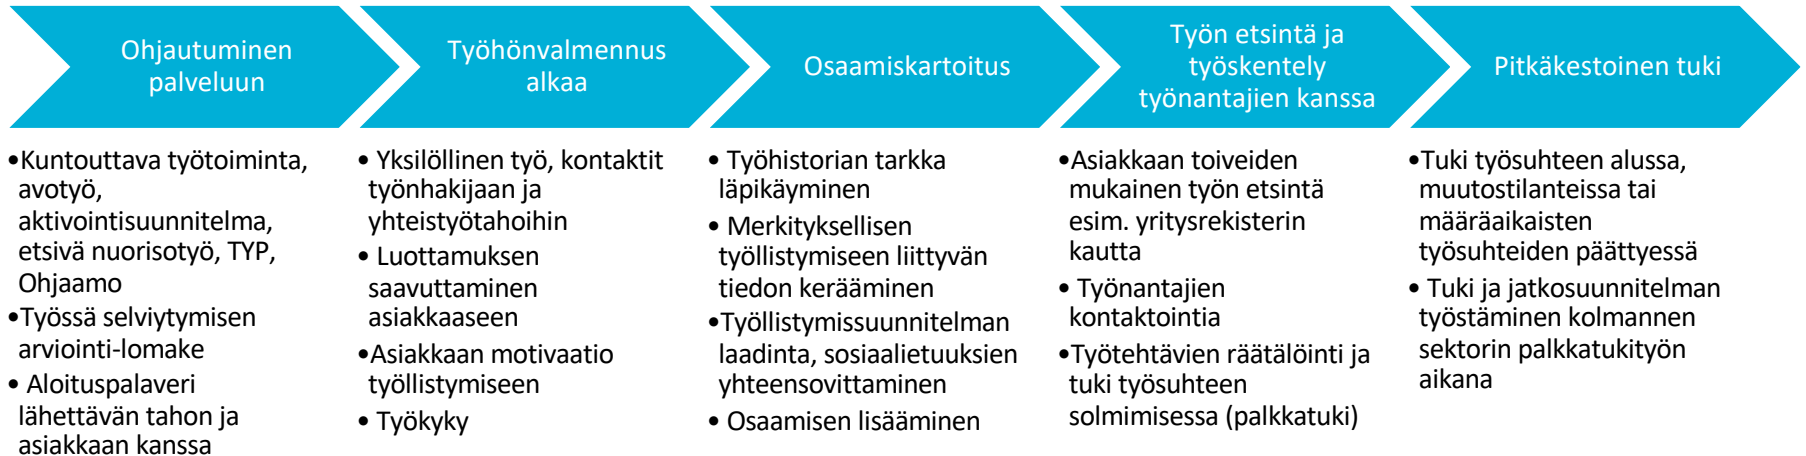 Ohjautuminen
palveluun
Työhönvalmennus
alkaa
Osaamiskartoitus
Työn etsintä ja
työskentely
työnantajien kanssa
Pitkäkestoinen tuki
•Kuntouttava työtoiminta,
avotyö,
aktivointisuunnitelma,
etsivä nuorisotyö, TYP,
Ohjaamo
•Työssä selviytymisen
arviointi-lomake
• Aloituspalaveri
lähettävän tahon ja
asiakkaan kanssa
• Yksilöllinen työ, kontaktit
työnhakijaan ja
yhteistyötahoihin
• Luottamuksen
saavuttaminen
asiakkaaseen
•Asiakkaan motivaatio
työllistymiseen
• Työkyky
• Työhistorian tarkka
läpikäyminen
• Merkityksellisen
työllistymiseen liittyvän
tiedon kerääminen
•Työllistymissuunnitelman
laadinta, sosiaalietuuksien
yhteensovittaminen
• Osaamisen lisääminen
•Asiakkaan toiveiden
mukainen työn etsintä
esim. yritysrekisterin
kautta
• Työnantajien
kontaktointia
•Työtehtävien räätälöinti ja
tuki työsuhteen
solmimisessa (palkkatuki)
•Tuki työsuhteen alussa,
muutostilanteissa tai
määräaikaisten
työsuhteiden päättyessä
• Tuki ja jatkosuunnitelman
työstäminen kolmannen
sektorin palkkatukityön
aikana